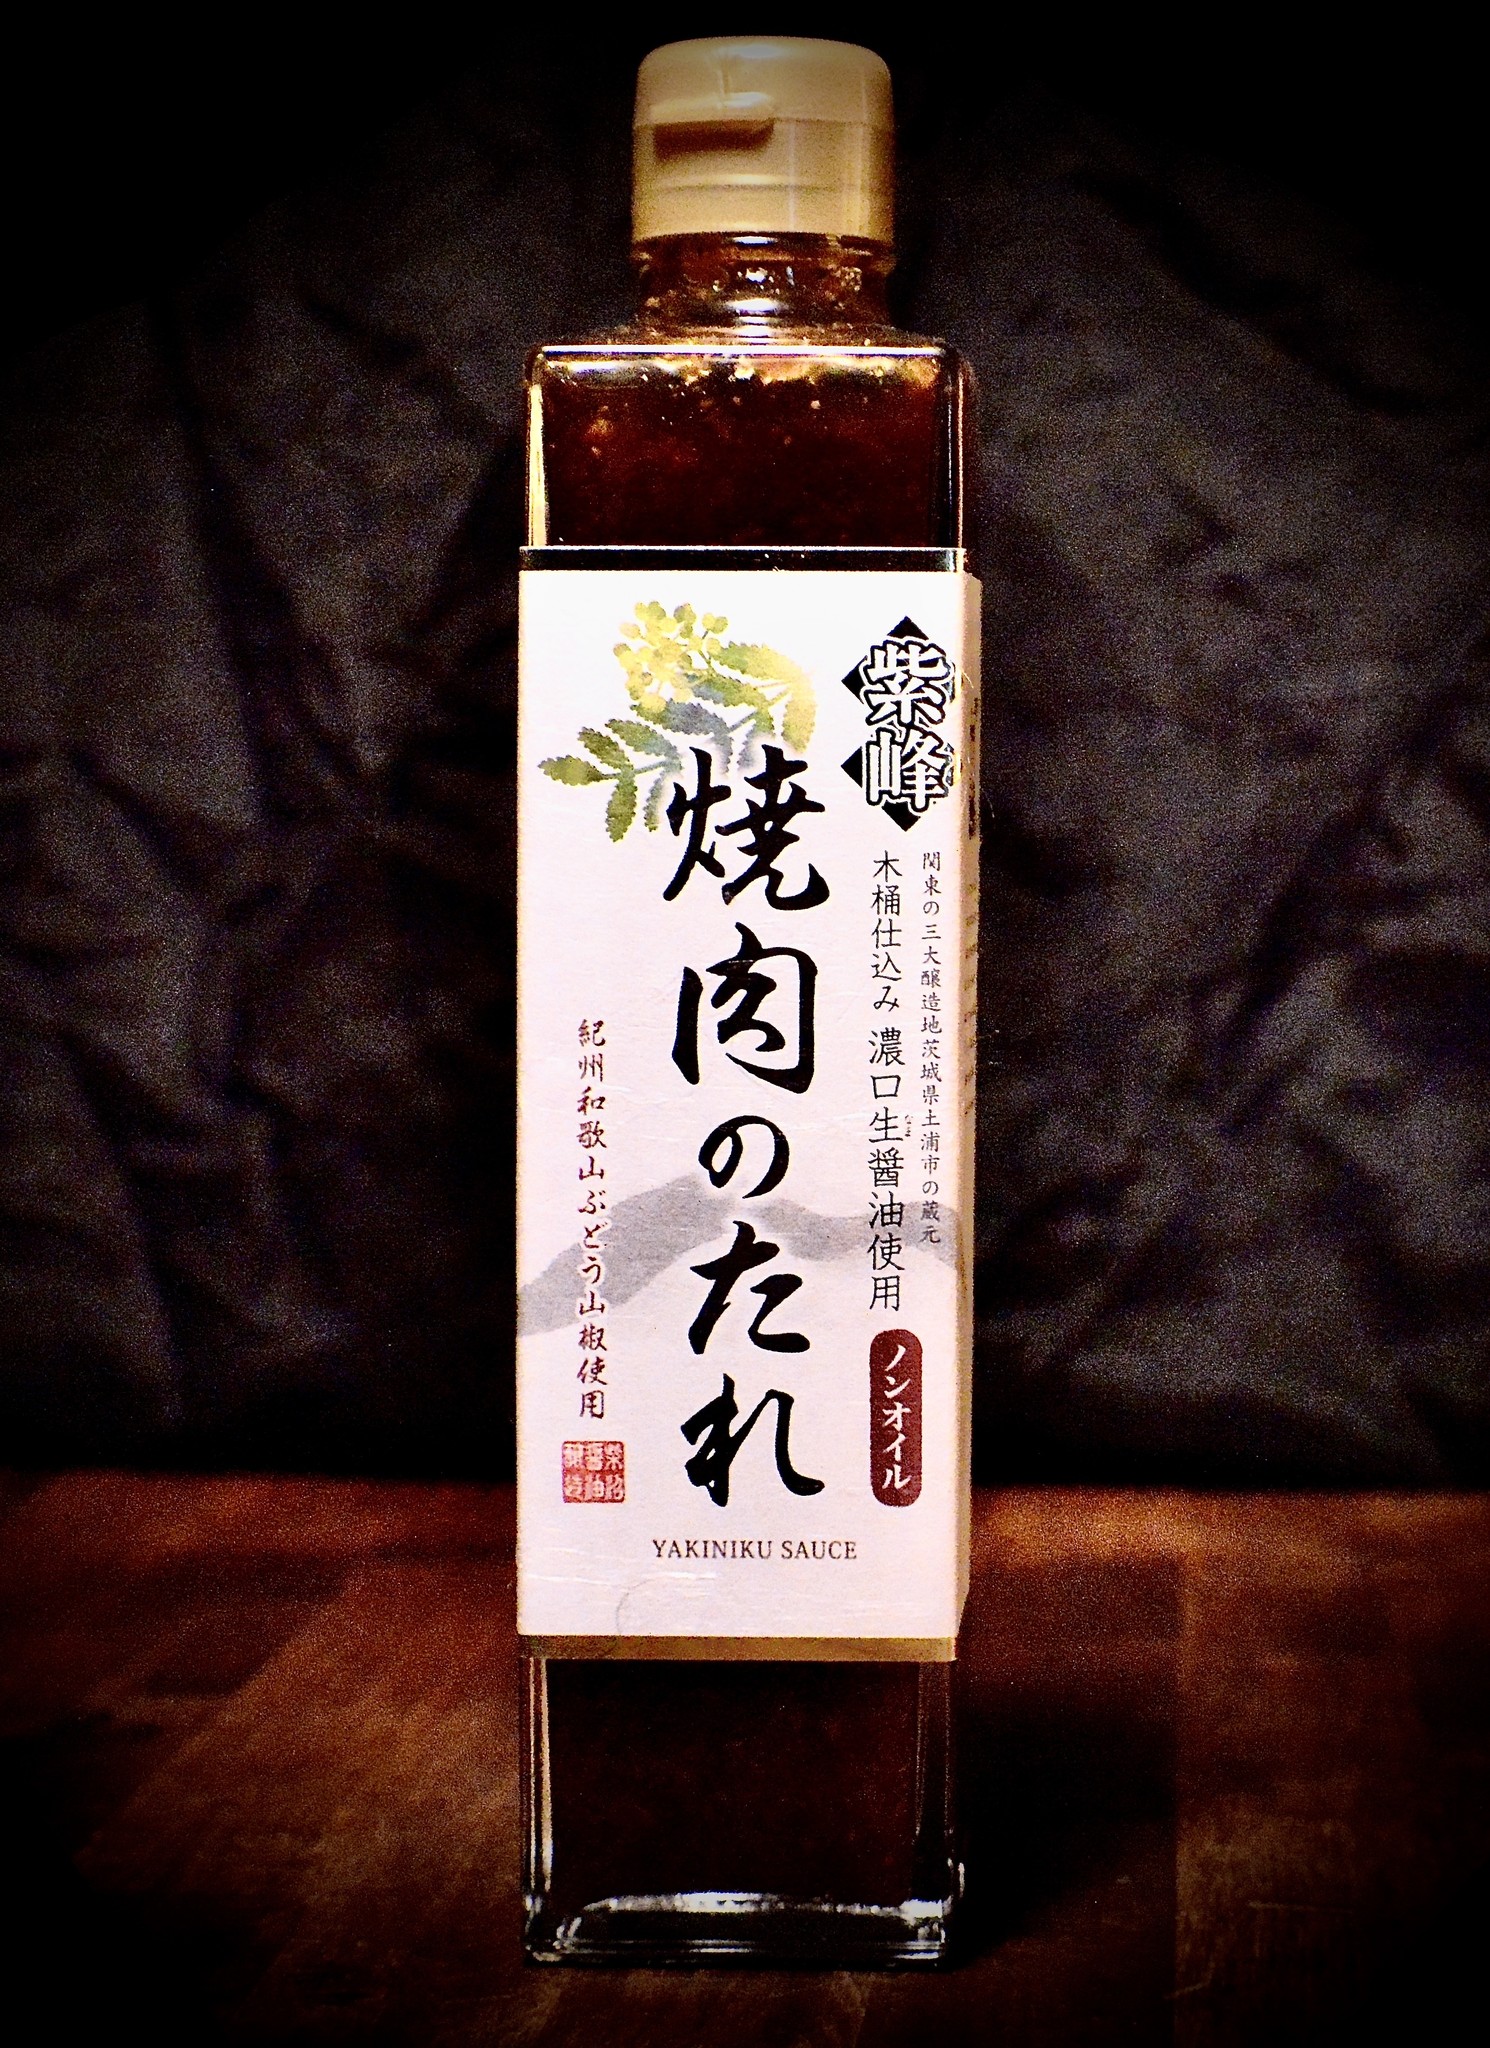 紫峰
関東の三大醸造地茨城県土浦市の蔵元
木桶仕込み 濃口生醤油使用
なま
ノンオイル
焼肉のたれ
紀州和歌山ぶどう山椒使用
YAKINIKU SAUCE